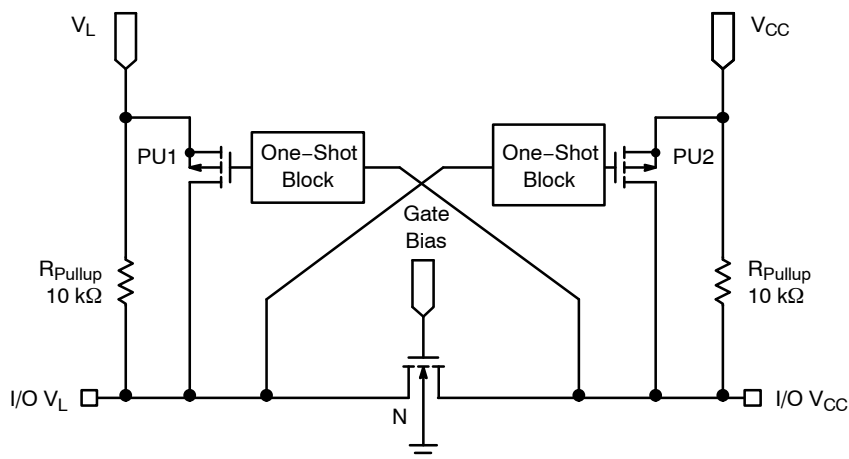 V_L
V_CC
PU1
One−Shot
Block
One−Shot
Block
PU2
Gate
Bias
R_Pullup
10 kΩ
R_Pullup
10 kΩ
I/O V_L
N
I/O V_CC